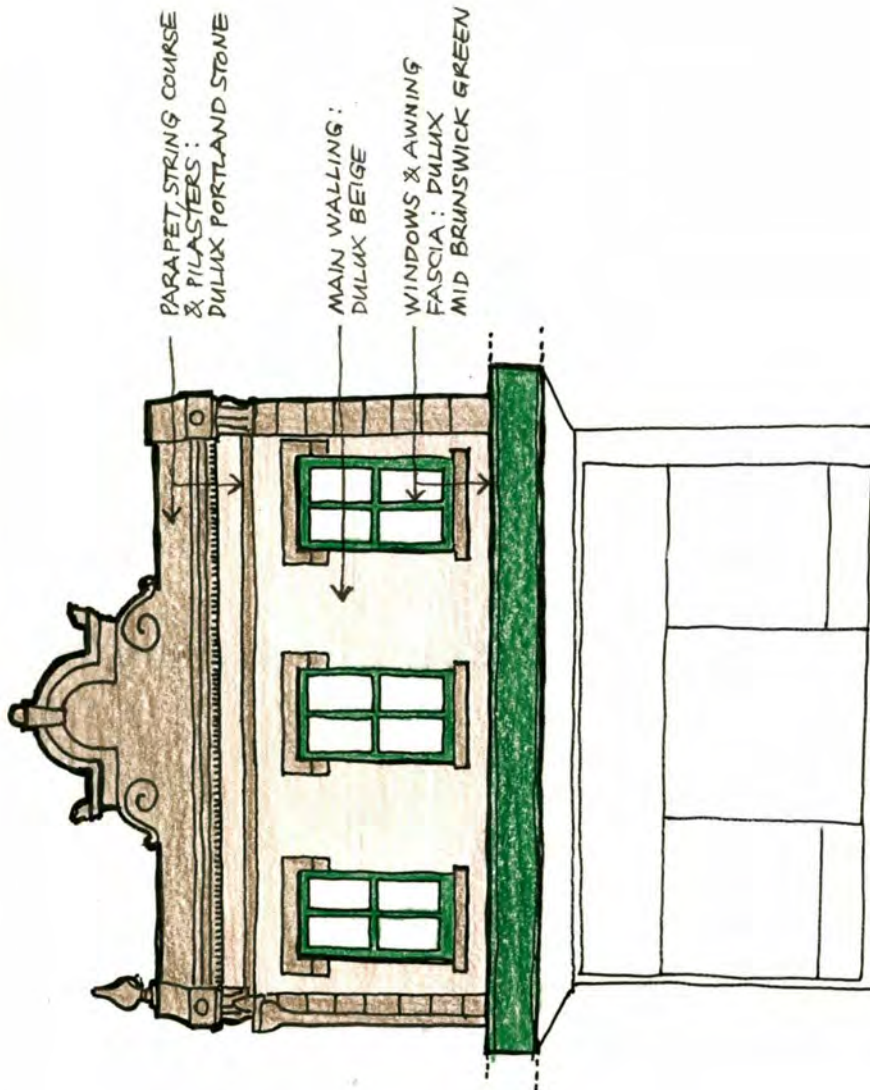 PARAPET, STRING COURSE
& PILASTERS :
DULUX PORTLAND STONE
MAIN WALLING :
DULUX BEIGE
WINDOWS & AWNING
FASCIA : DULUX
MID BRUNSWICK GREEN